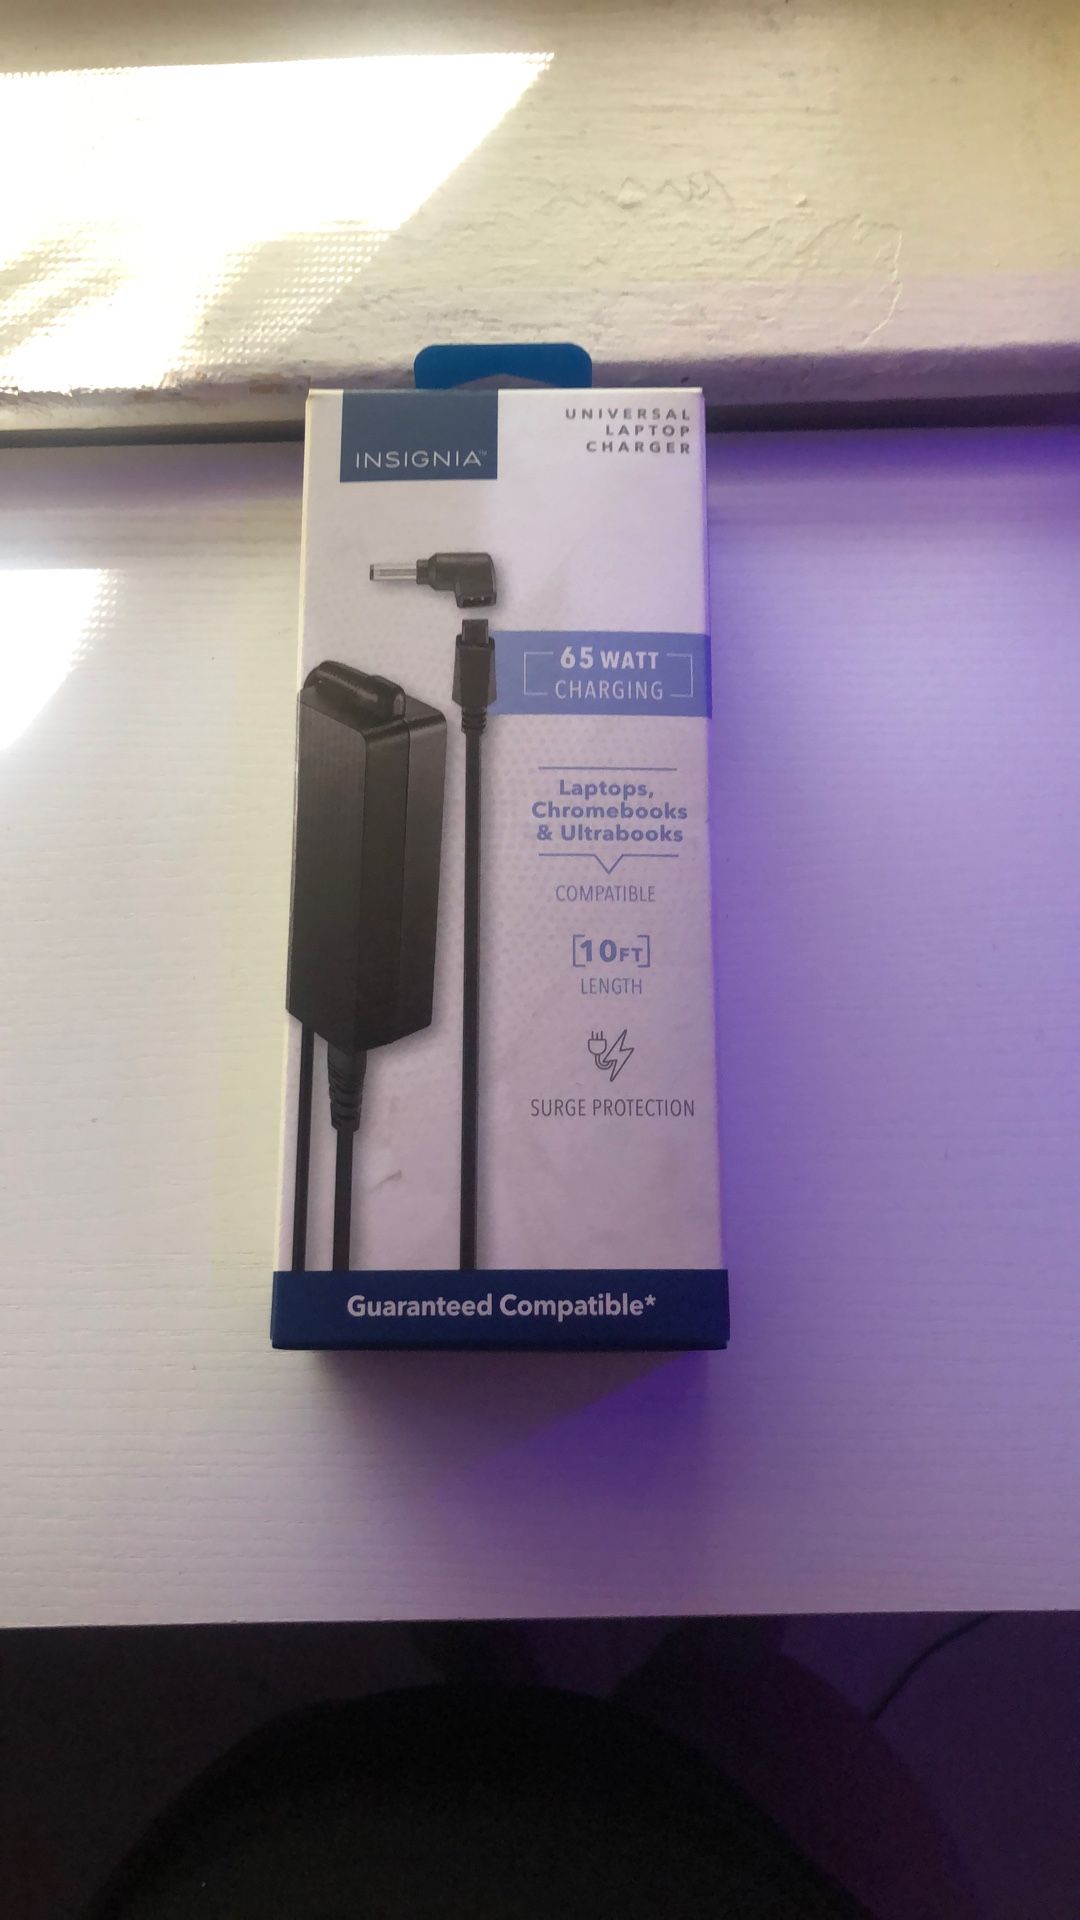 INSIGNIA™
UNIVERSAL
LAPTOP
CHARGER
65 WATT
CHARGING
Laptops,
Chromebooks
& Ultrabooks
COMPATIBLE
[10FT]
LENGTH
SURGE PROTECTION
Guaranteed Compatible*